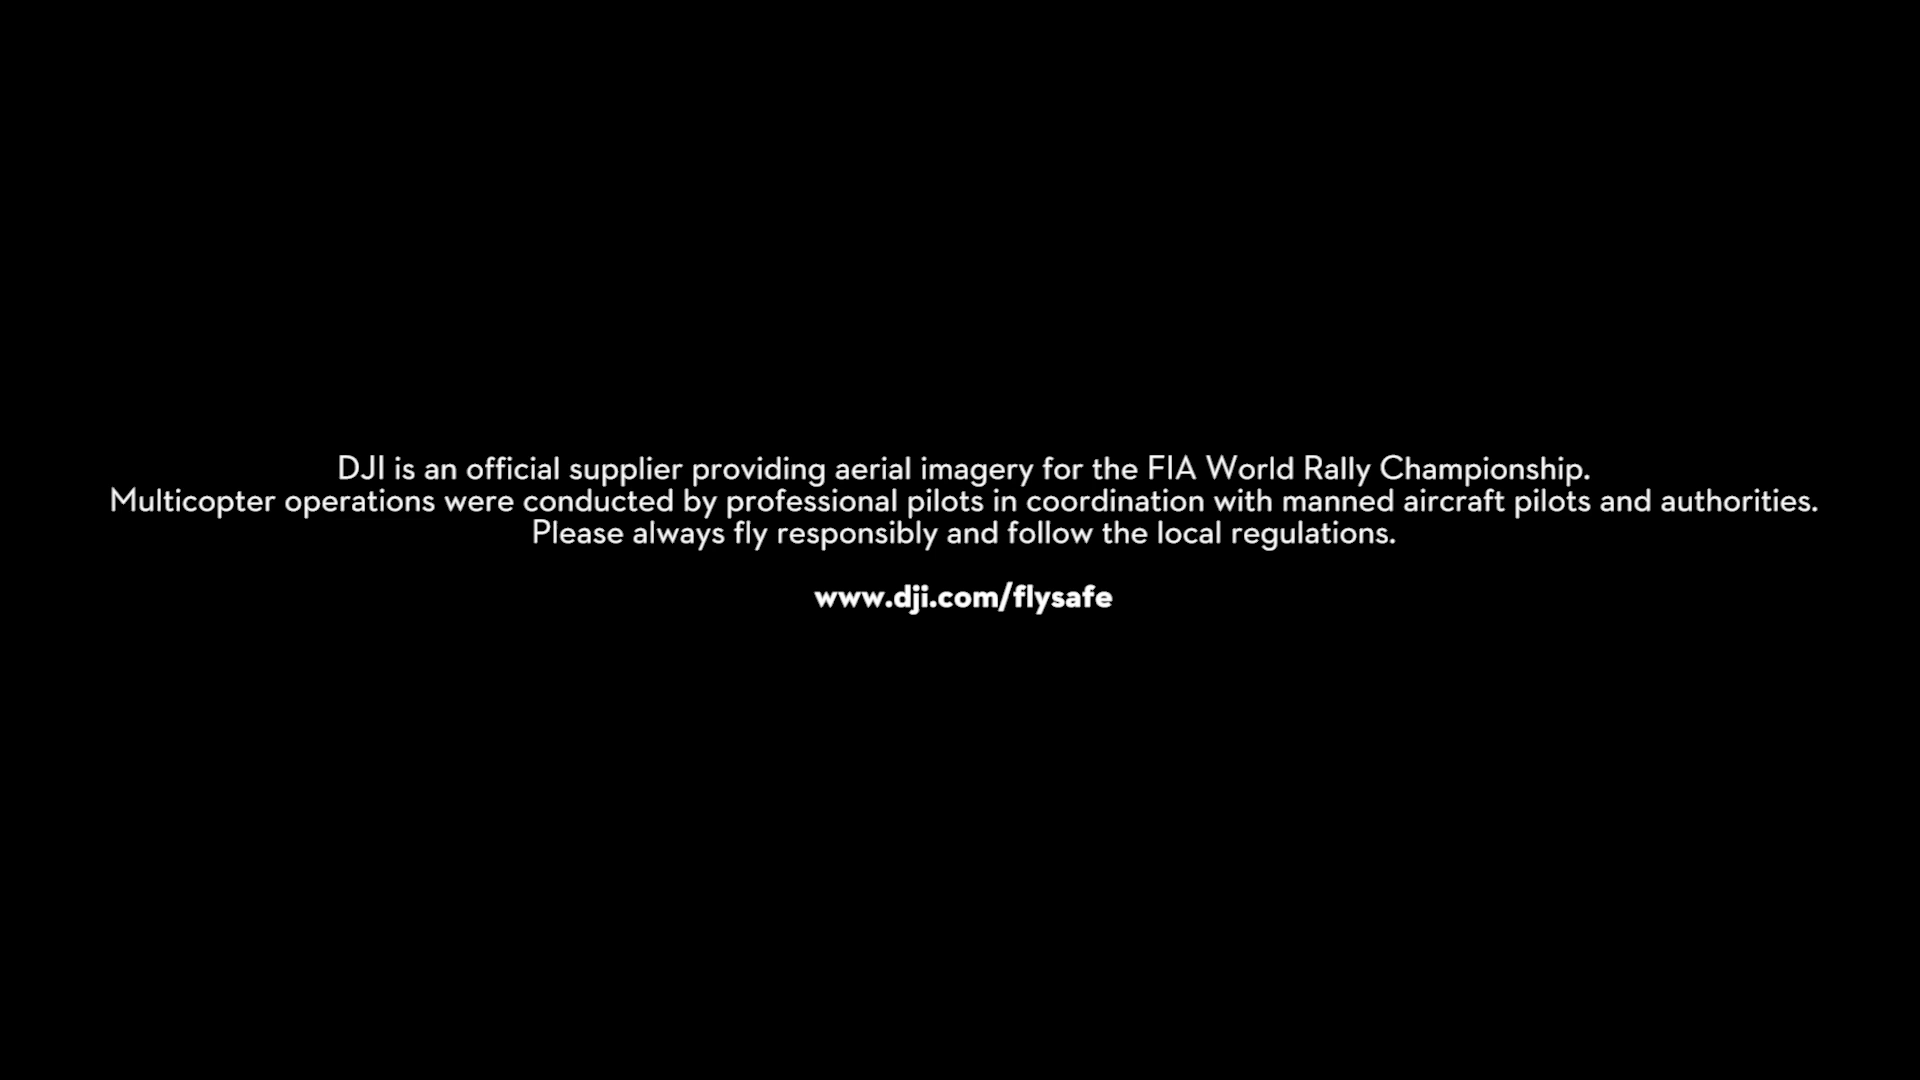 DJI is an official supplier providing aerial imagery for the FIA World Rally Championship.
Multicopter operations were conducted by professional pilots in coordination with manned aircraft pilots and authorities.
Please always fly responsibly and follow the local regulations.
www.dji.com/flysafe